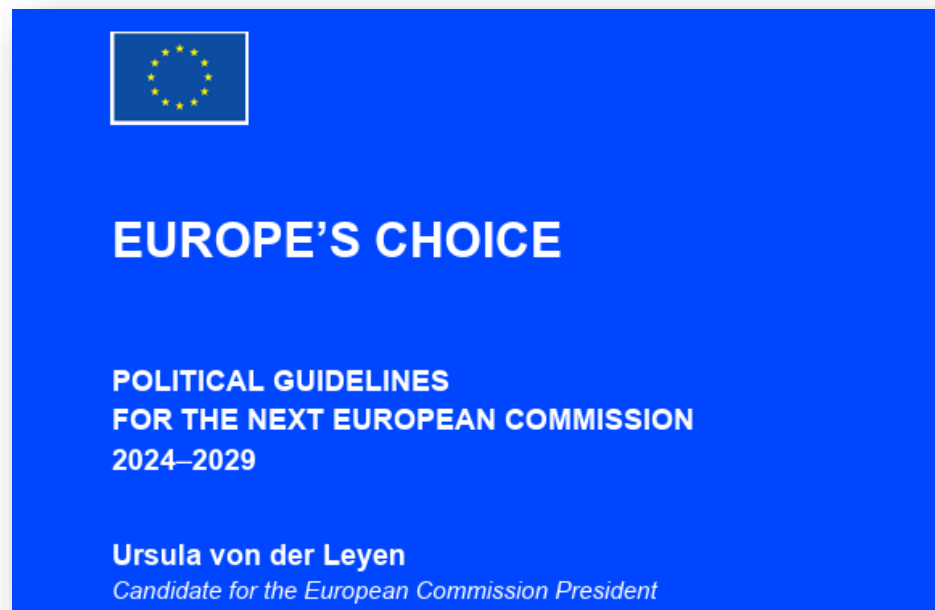 EUROPE’S CHOICE
POLITICAL GUIDELINES
FOR THE NEXT EUROPEAN COMMISSION
2024–2029
Ursula von der Leyen
Candidate for the European Commission President